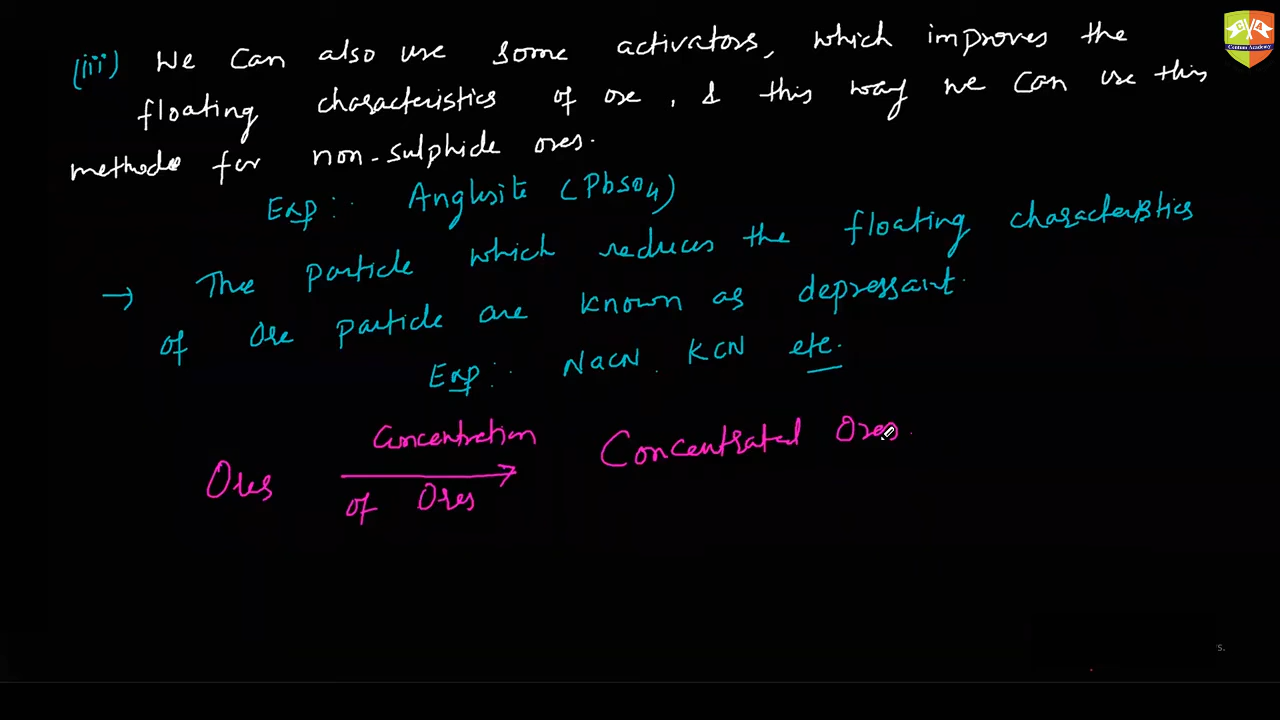 (iii) We can also use some activators, which improves the
floating characteristics of ore, & this way we can use this
methods for non-sulphide ores.
Exp:. Anglesite (PbSO4)
→ The particle which reduces the floating characteristics
of Ore particle are known as depressant.
Exp:. NaCN, KCN etc.
Ores Concentration of Ores → Concentrated Ores.
Centum Academy
s.